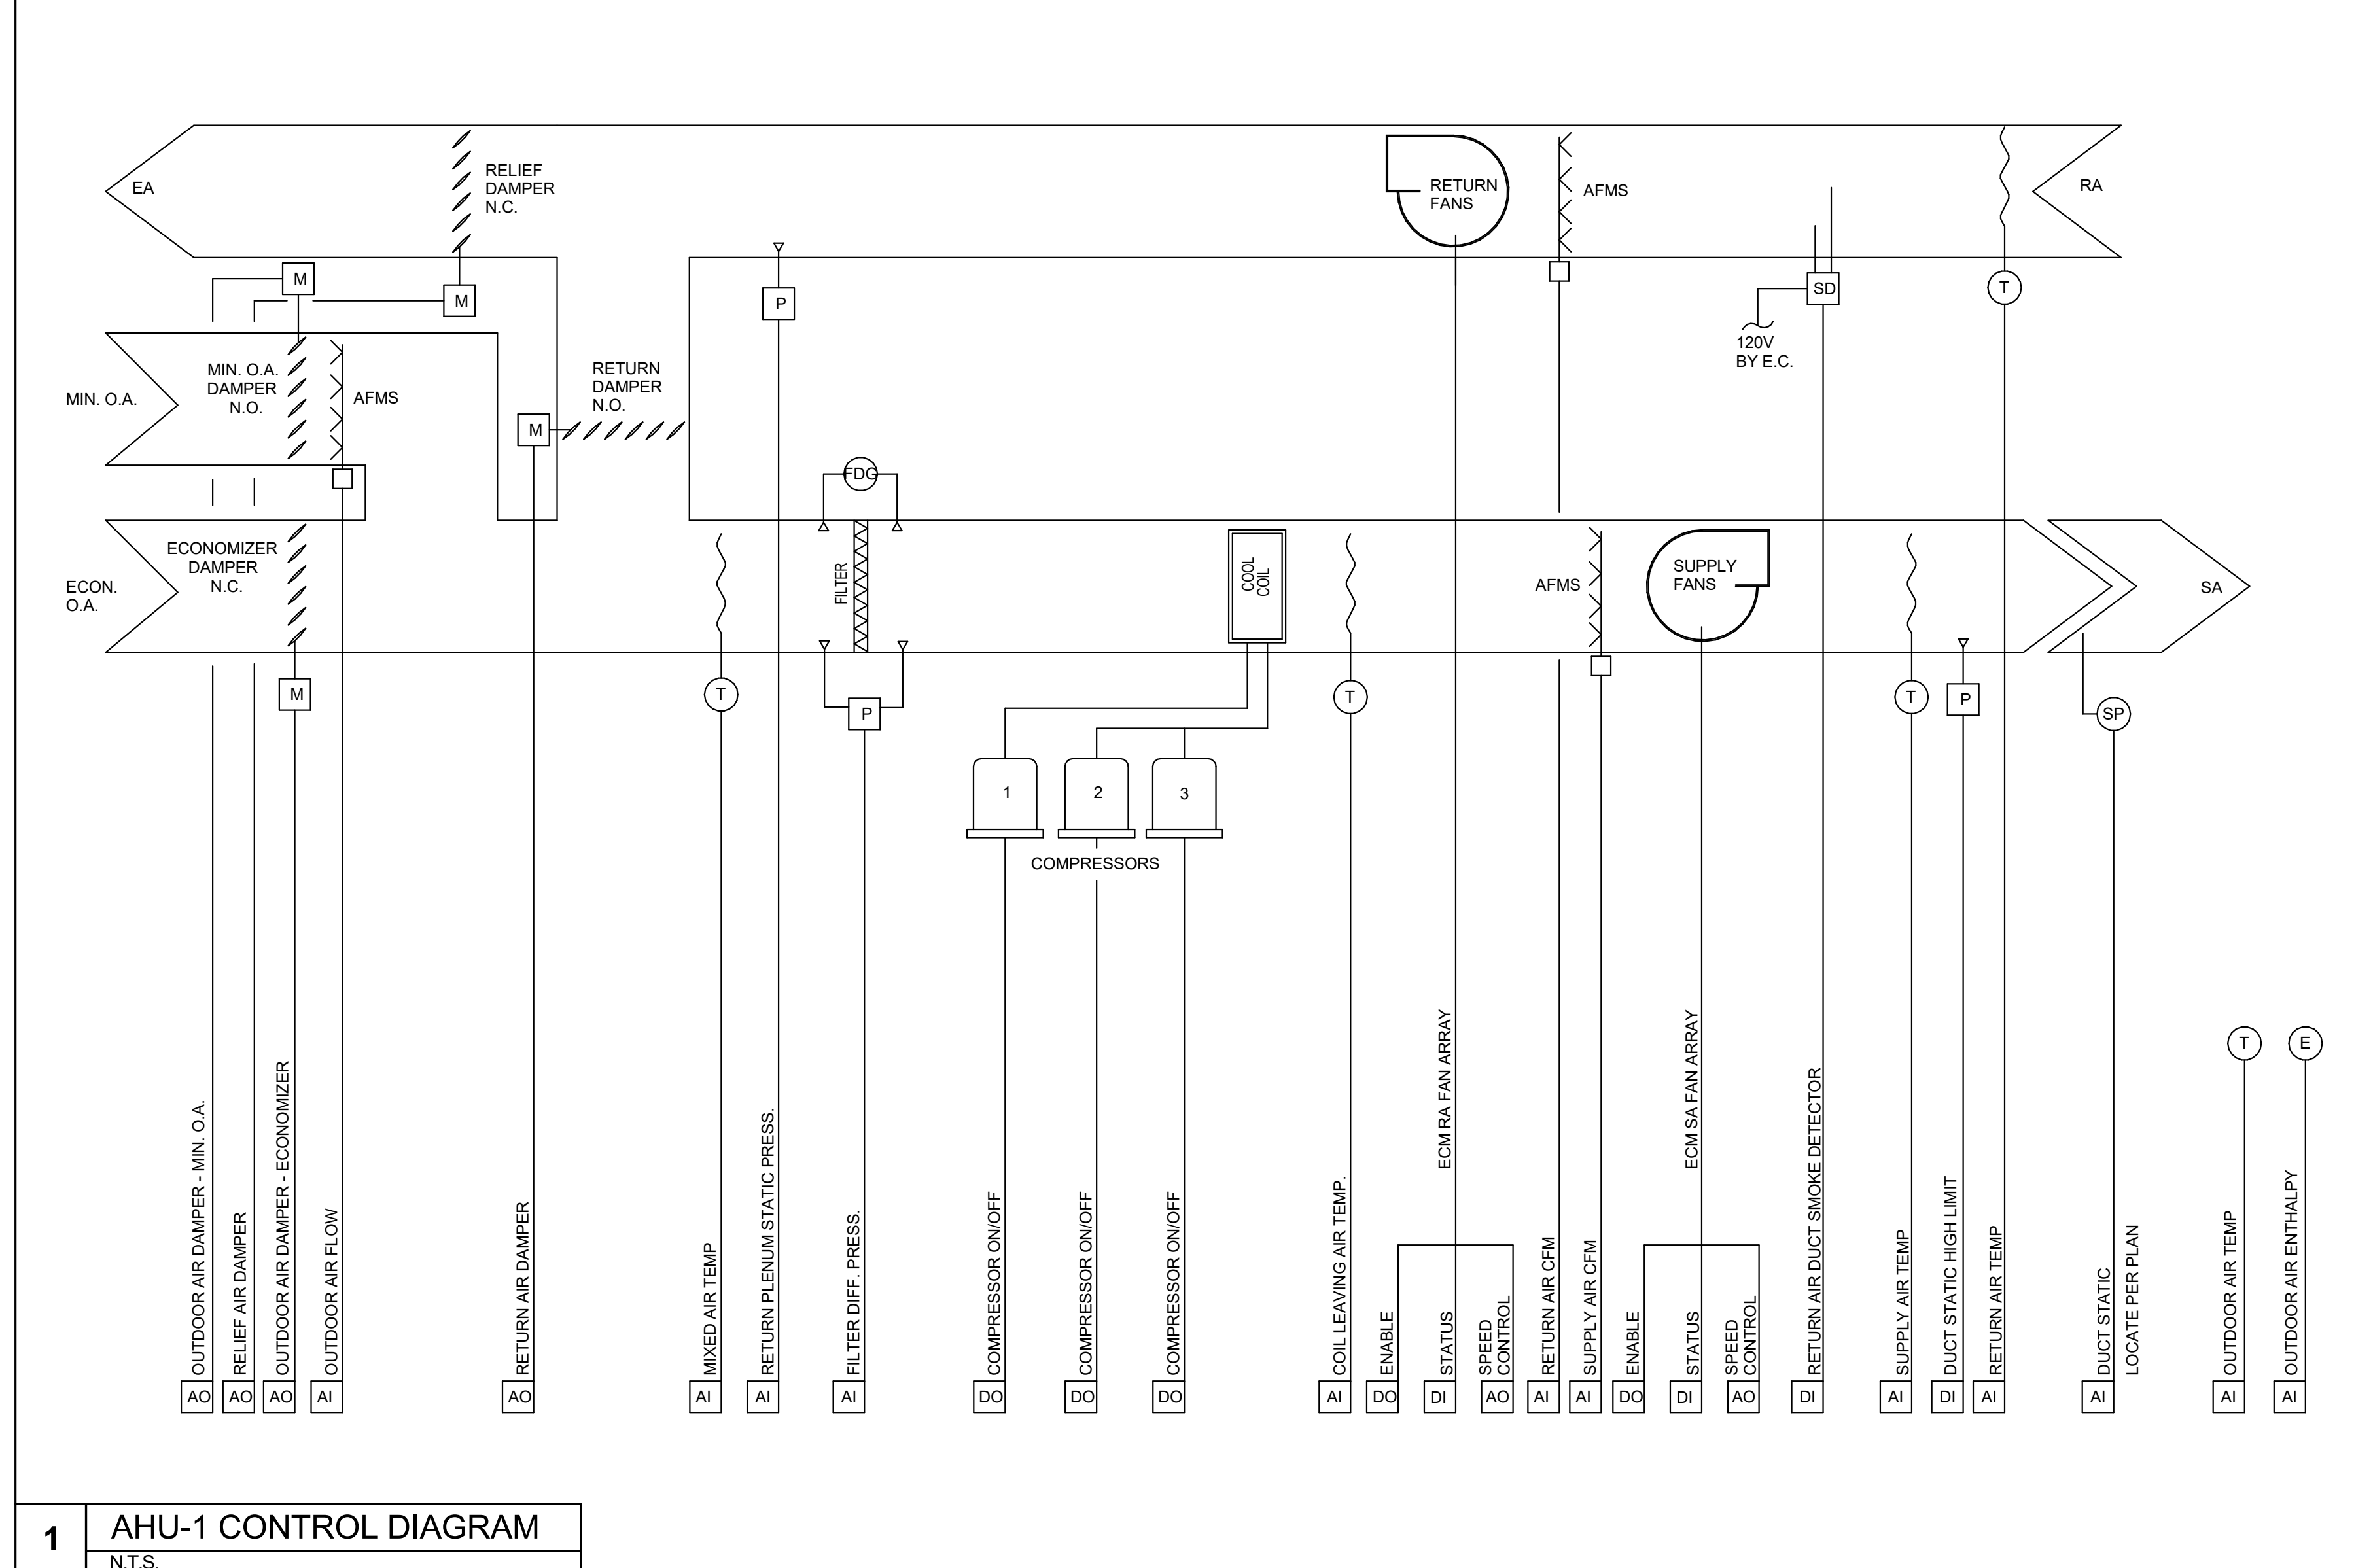 EA
RELIEF
DAMPER
N.C.
RETURN
FANS
AFMS
RA
M
M
P
SD
T
120V
BY E.C.
MIN. O.A.
MIN. O.A.
DAMPER
N.O.
AFMS
RETURN
DAMPER
N.O.
M
FDG
ECON.
O.A.
ECONOMIZER
DAMPER
N.C.
FILTER
COOL
COIL
AFMS
SUPPLY
FANS
SA
M
T
P
T
T
P
SP
1
2
3
COMPRESSORS
T
E
OUTDOOR AIR DAMPER - MIN. O.A.
RELIEF AIR DAMPER
OUTDOOR AIR DAMPER - ECONOMIZER
OUTDOOR AIR FLOW
RETURN AIR DAMPER
MIXED AIR TEMP
RETURN PLENUM STATIC PRESS.
FILTER DIFF. PRESS.
COMPRESSOR ON/OFF
COMPRESSOR ON/OFF
COMPRESSOR ON/OFF
COIL LEAVING AIR TEMP.
ENABLE
ECM RA FAN ARRAY
STATUS
SPEED
CONTROL
RETURN AIR CFM
SUPPLY AIR CFM
ENABLE
ECM SA FAN ARRAY
STATUS
SPEED
CONTROL
RETURN AIR DUCT SMOKE DETECTOR
SUPPLY AIR TEMP
DUCT STATIC HIGH LIMIT
RETURN AIR TEMP
DUCT STATIC
LOCATE PER PLAN
OUTDOOR AIR TEMP
OUTDOOR AIR ENTHALPY
AO
AO
AO
AI
AO
AI
AI
AI
DO
DO
DO
AI
DO
DI
AO
AI
AI
DO
DI
AO
DI
AI
DI
AI
AI
AI
AI
1
AHU-1 CONTROL DIAGRAM
N.T.S.